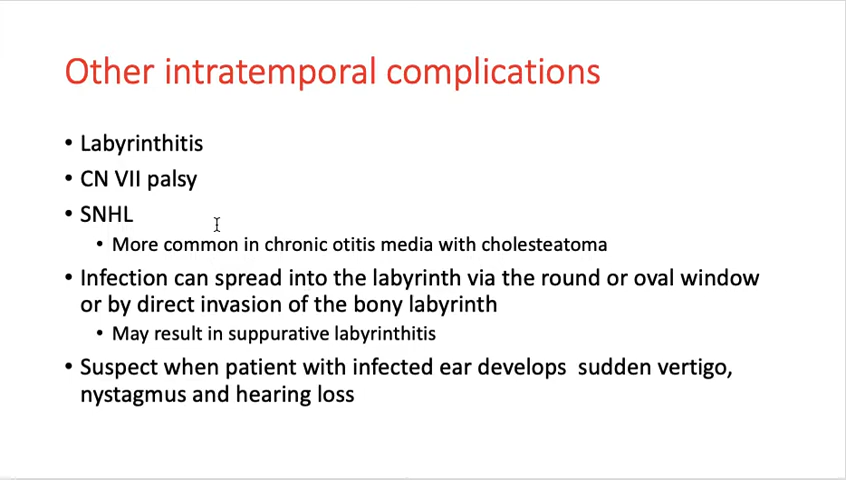 Other intratemporal complications
• Labyrinthitis
• CN VII palsy
• SNHL
• More common in chronic otitis media with cholesteatoma
• Infection can spread into the labyrinth via the round or oval window
or by direct invasion of the bony labyrinth
• May result in suppurative labyrinthitis
• Suspect when patient with infected ear develops  sudden vertigo,
nystagmus and hearing loss